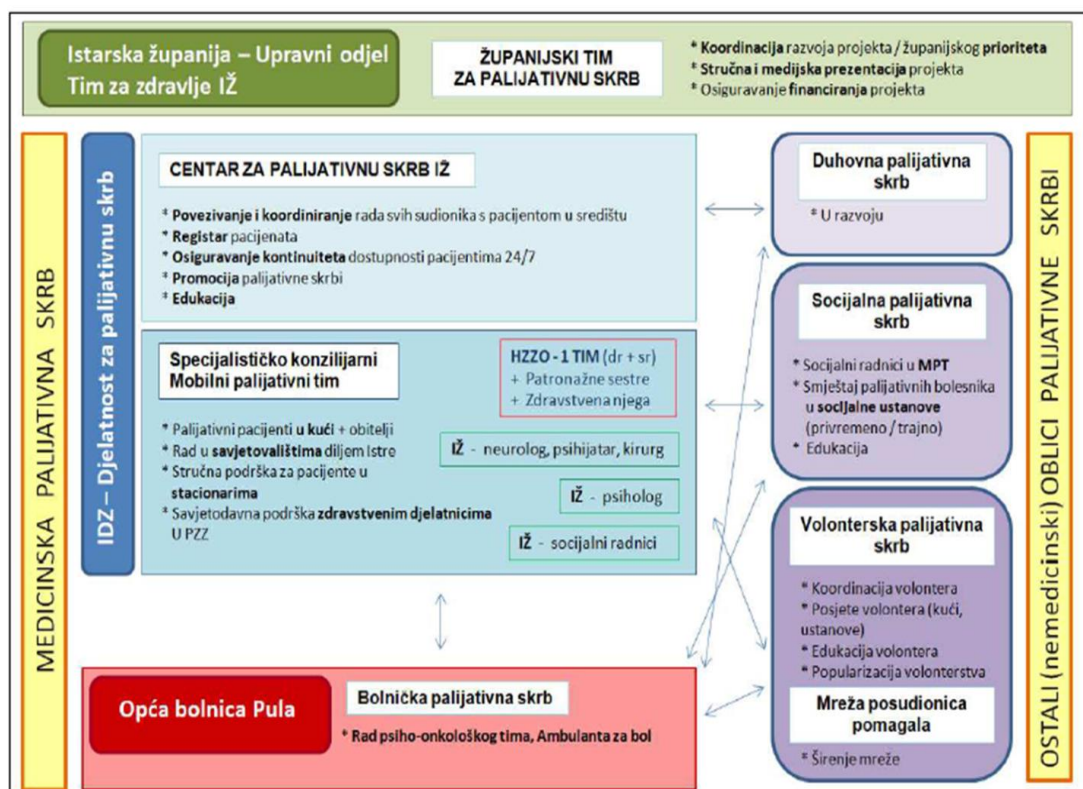 Istarska županija – Upravni odjel
Tim za zdravlje IŽ
ŽUPANIJSKI TIM
ZA PALIJATIVNU SKRB
* Koordinacija razvoja projekta / županijskog prioriteta
* Stručna i medijska prezentacija projekta
* Osiguravanje financiranja projekta
MEDICINSKA PALIJATIVNA SKRB
IDZ – Djelatnost za palijativnu skrb
CENTAR ZA PALIJATIVNU SKRB IŽ
* Povezivanje i koordiniranje rada svih sudionika s pacijentom u središtu
* Registar pacijenata
* Osiguravanje kontinuiteta dostupnosti pacijentima 24/7
* Promocija palijativne skrbi
* Edukacija
Specijalističko konzilijarni
Mobilni palijativni tim
* Palijativni pacijenti u kući + obitelji
* Rad u savjetovalištima diljem Istre
* Stručna podrška za pacijente u
stacionarima
* Savjetodavna podrška zdravstvenim djelatnicima
U PZZ
HZZO - 1 TIM (dr + sr)
+ Patronažne sestre
+ Zdravstvena njega
IŽ - neurolog, psihijatar, kirurg
IŽ - psiholog
IŽ - socijalni radnici
Opća bolnica Pula
Bolnička palijativna skrb
* Rad psiho-onkološkog tima, Ambulanta za bol
Duhovna palijativna
skrb
* U razvoju
Socijalna palijativna
skrb
* Socijalni radnici u MPT
* Smještaj palijativnih bolesnika
u socijalne ustanove
(privremeno / trajno)
* Edukacija
Volonterska palijativna
skrb
* Koordinacija volontera
* Posjete volontera (kući,
ustanove)
* Edukacija volontera
* Popularizacija volonterstva
Mreža posudionica
pomagala
* Širenje mreže
OSTALI (nemedicinski) OBLICI PALIJATIVNE SKRBI